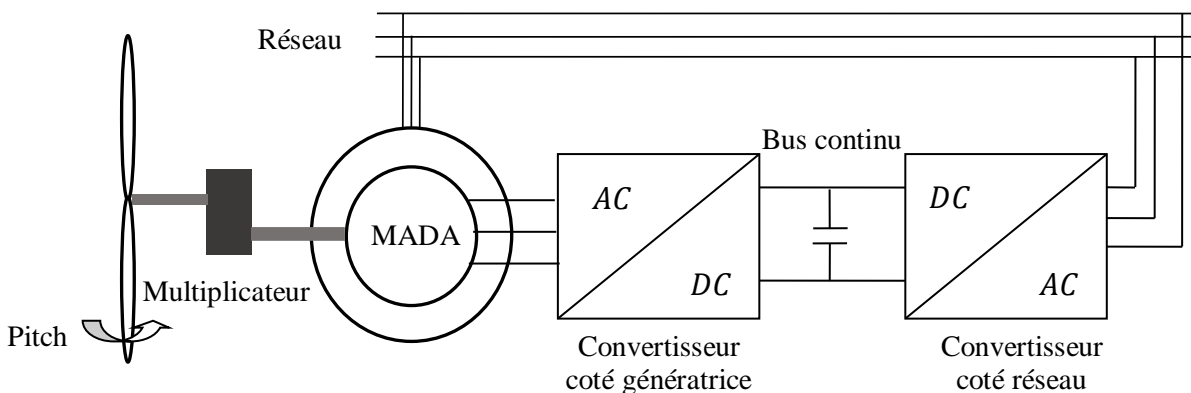 Réseau
Bus continu
AC
DC
DC
AC
MADA
Multiplicateur
Pitch
Convertisseur
coté génératrice
Convertisseur
coté réseau